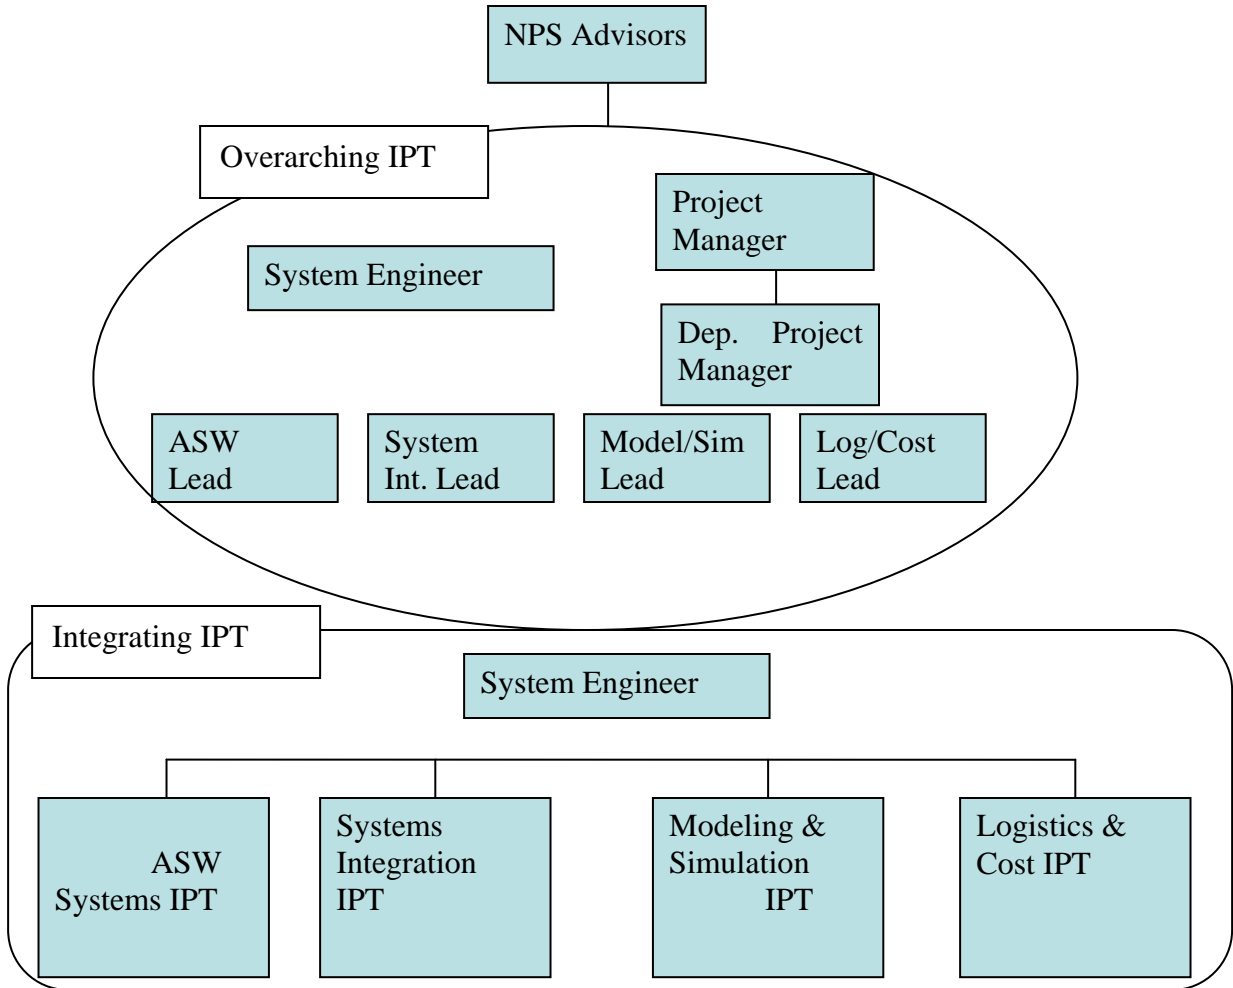 NPS Advisors
Overarching IPT
Project
Manager
System Engineer
Dep. Project
Manager
ASW
Lead
System
Int. Lead
Model/Sim
Lead
Log/Cost
Lead
Integrating IPT
System Engineer
ASW
Systems IPT
Systems
Integration
IPT
Modeling &
Simulation
IPT
Logistics &
Cost IPT